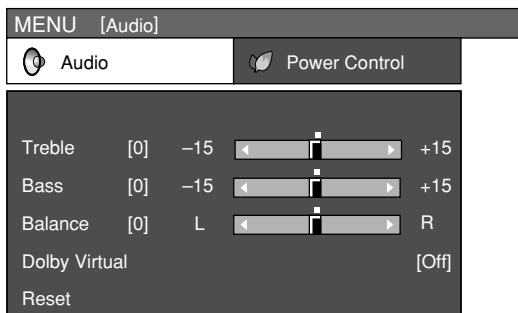 MENU [Audio]
Audio Power Control
Treble [0] –15 +15
Bass [0] –15 +15
Balance [0] L R
Dolby Virtual [Off]
Reset